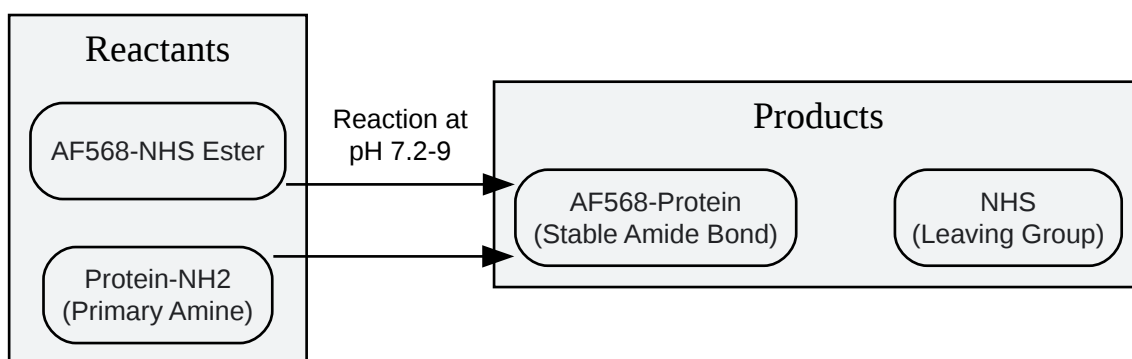 Reactants
AF568-NHS Ester
Protein-NH2
(Primary Amine)
Reaction at
pH 7.2-9
Products
AF568-Protein
(Stable Amide Bond)
NHS
(Leaving Group)